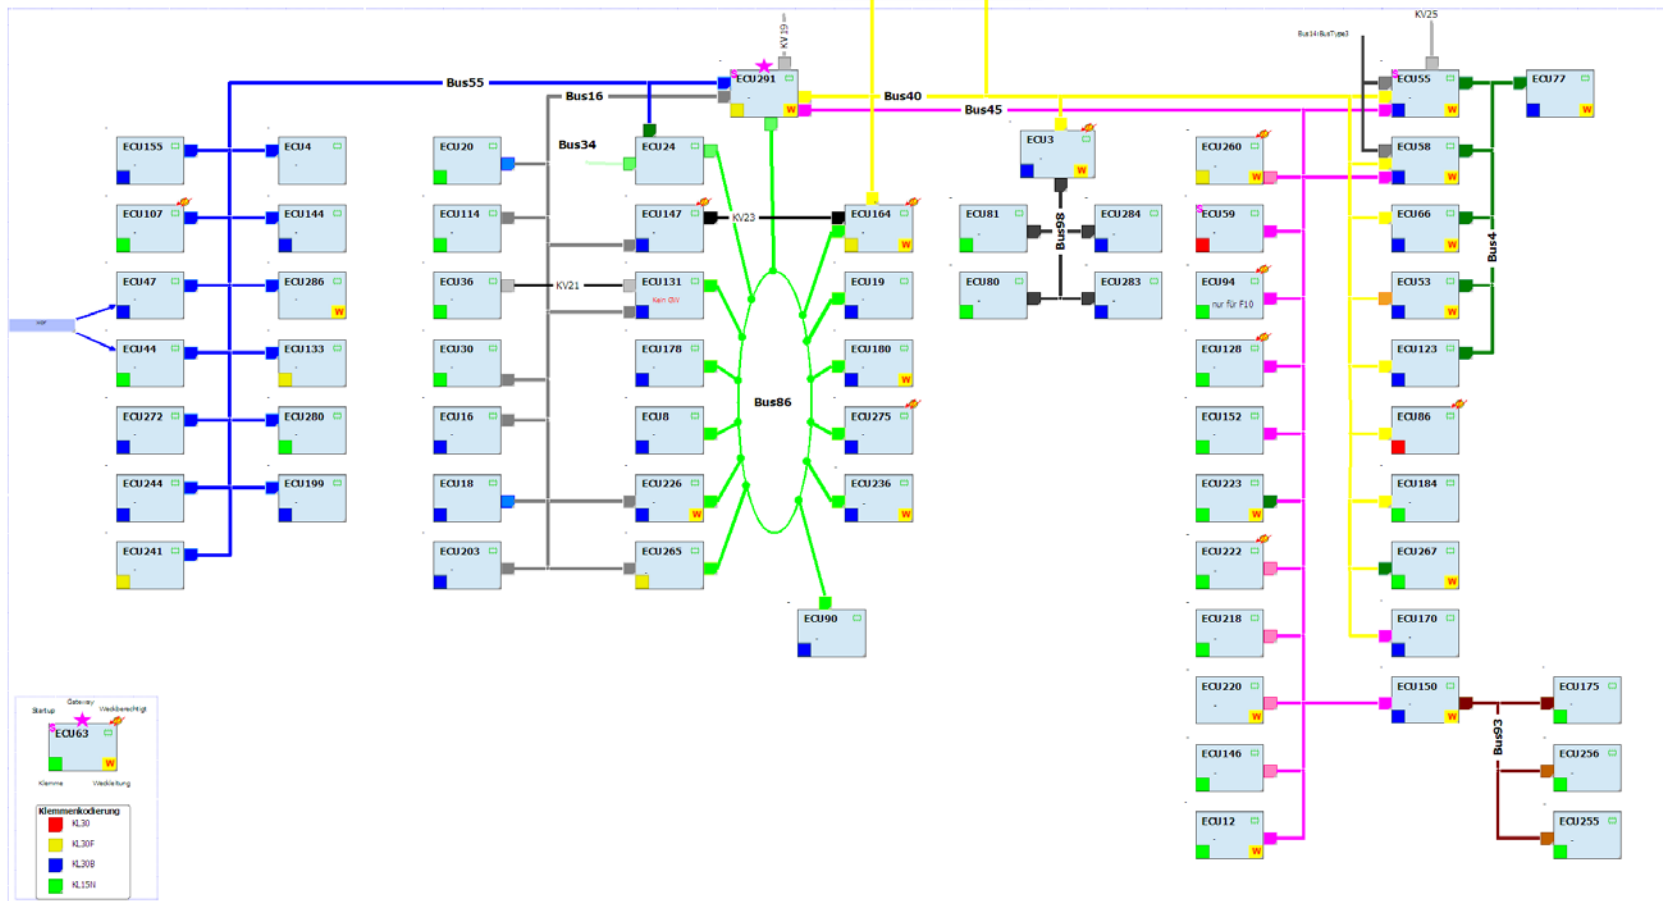 KV19
KV25
Bus14:BusType3
Bus55
ECU291
W
Bus16
Bus40
Bus45
S
ECU55
W
ECU77
W
ECU155
ECU4
ECU20
Bus34
ECU24
ECU3
W
ECU260
W
ECU58
W
ECU107
ECU144
ECU114
ECU147
KV23
ECU164
W
ECU81
Bus98
ECU284
S
ECU59
ECU66
W
Bus4
ECU47
ECU286
W
ECU36
KV21
ECU131
Kein GW
ECU19
ECU80
ECU283
ECU94
nur für F10
ECU53
W
ECU44
ECU133
ECU30
ECU178
ECU180
W
ECU128
ECU123
Bus86
ECU272
ECU280
ECU16
ECU8
ECU275
ECU152
ECU86
ECU244
ECU199
ECU18
ECU226
W
ECU236
W
ECU223
W
ECU184
ECU241
ECU203
ECU265
ECU222
ECU267
W
ECU90
ECU218
ECU170
ECU220
W
ECU150
W
Bus93
ECU175
ECU146
ECU256
ECU12
W
ECU255
Startup
Gateway
Weckberechtigt
S
ECU63
W
Klemme
Weckleitung
Klemmenkodierung
KL30
KL30F
KL30B
KL15N